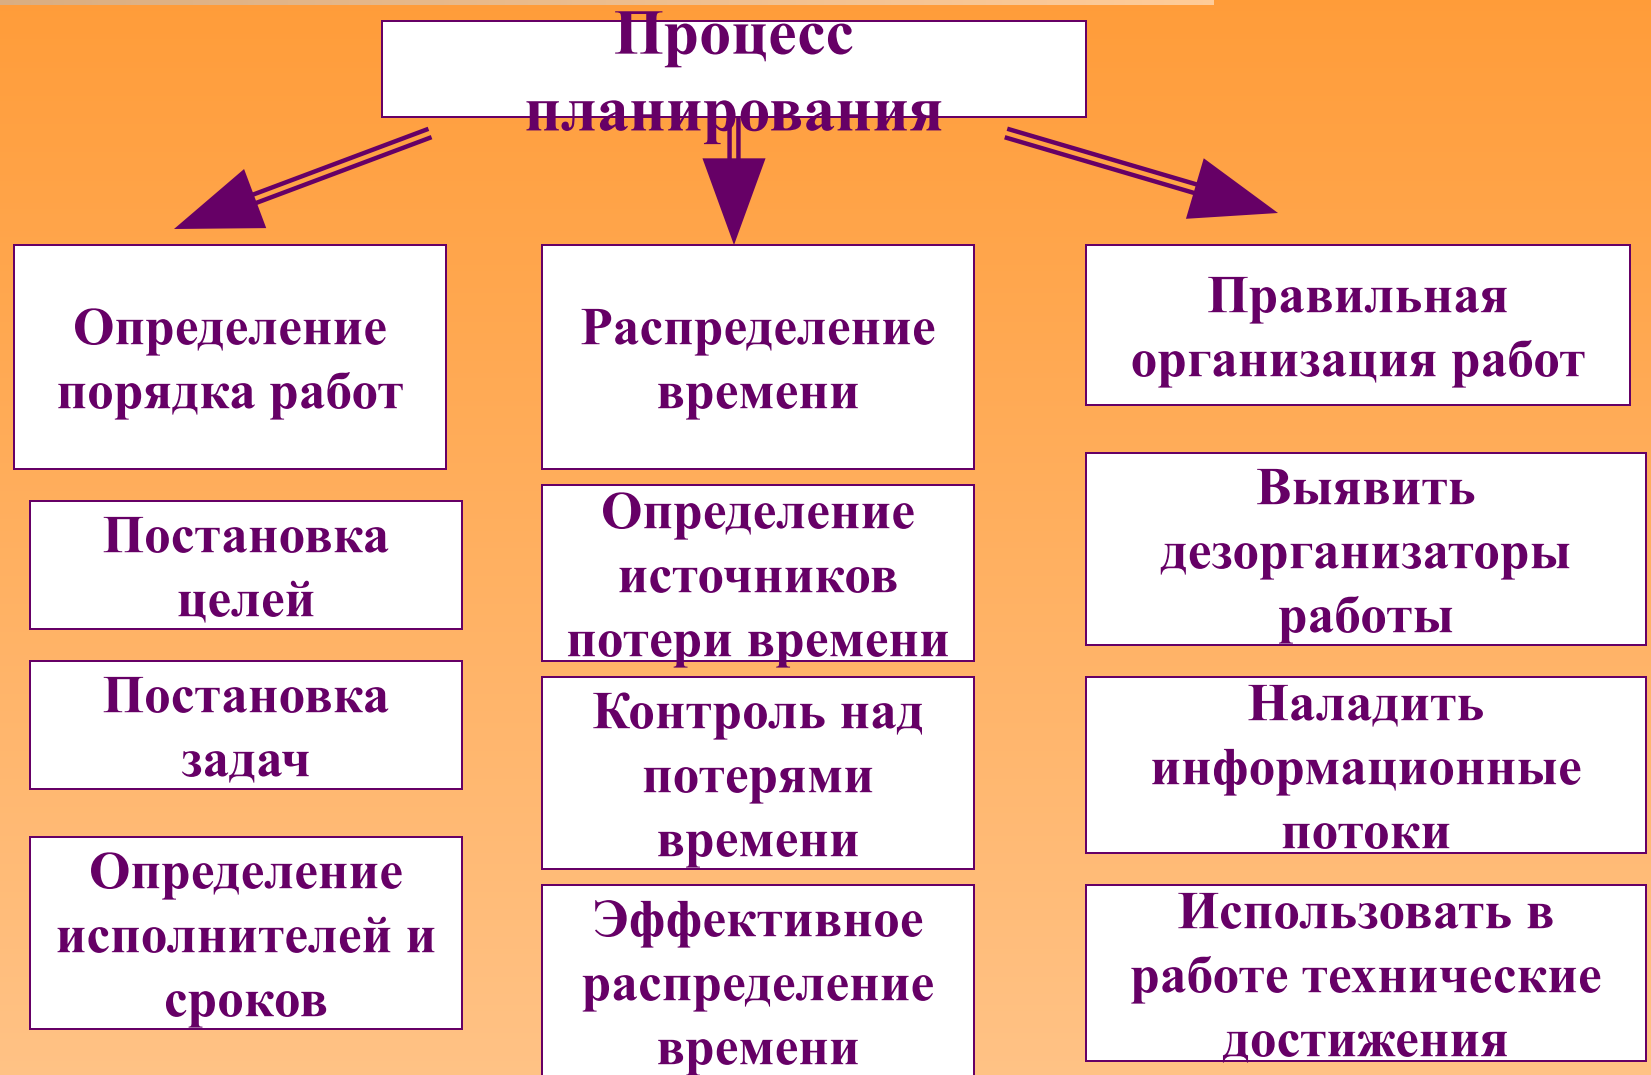 Процесс
планирования
Определение
порядка работ
Постановка
целей
Постановка
задач
Определение
исполнителей и
сроков
Распределение
времени
Определение
источников
потери времени
Контроль над
потерями
времени
Эффективное
распределение
времени
Правильная
организация работ
Выявить
дезорганизаторы
работы
Наладить
информационные
потоки
Использовать в
работе технические
достижения